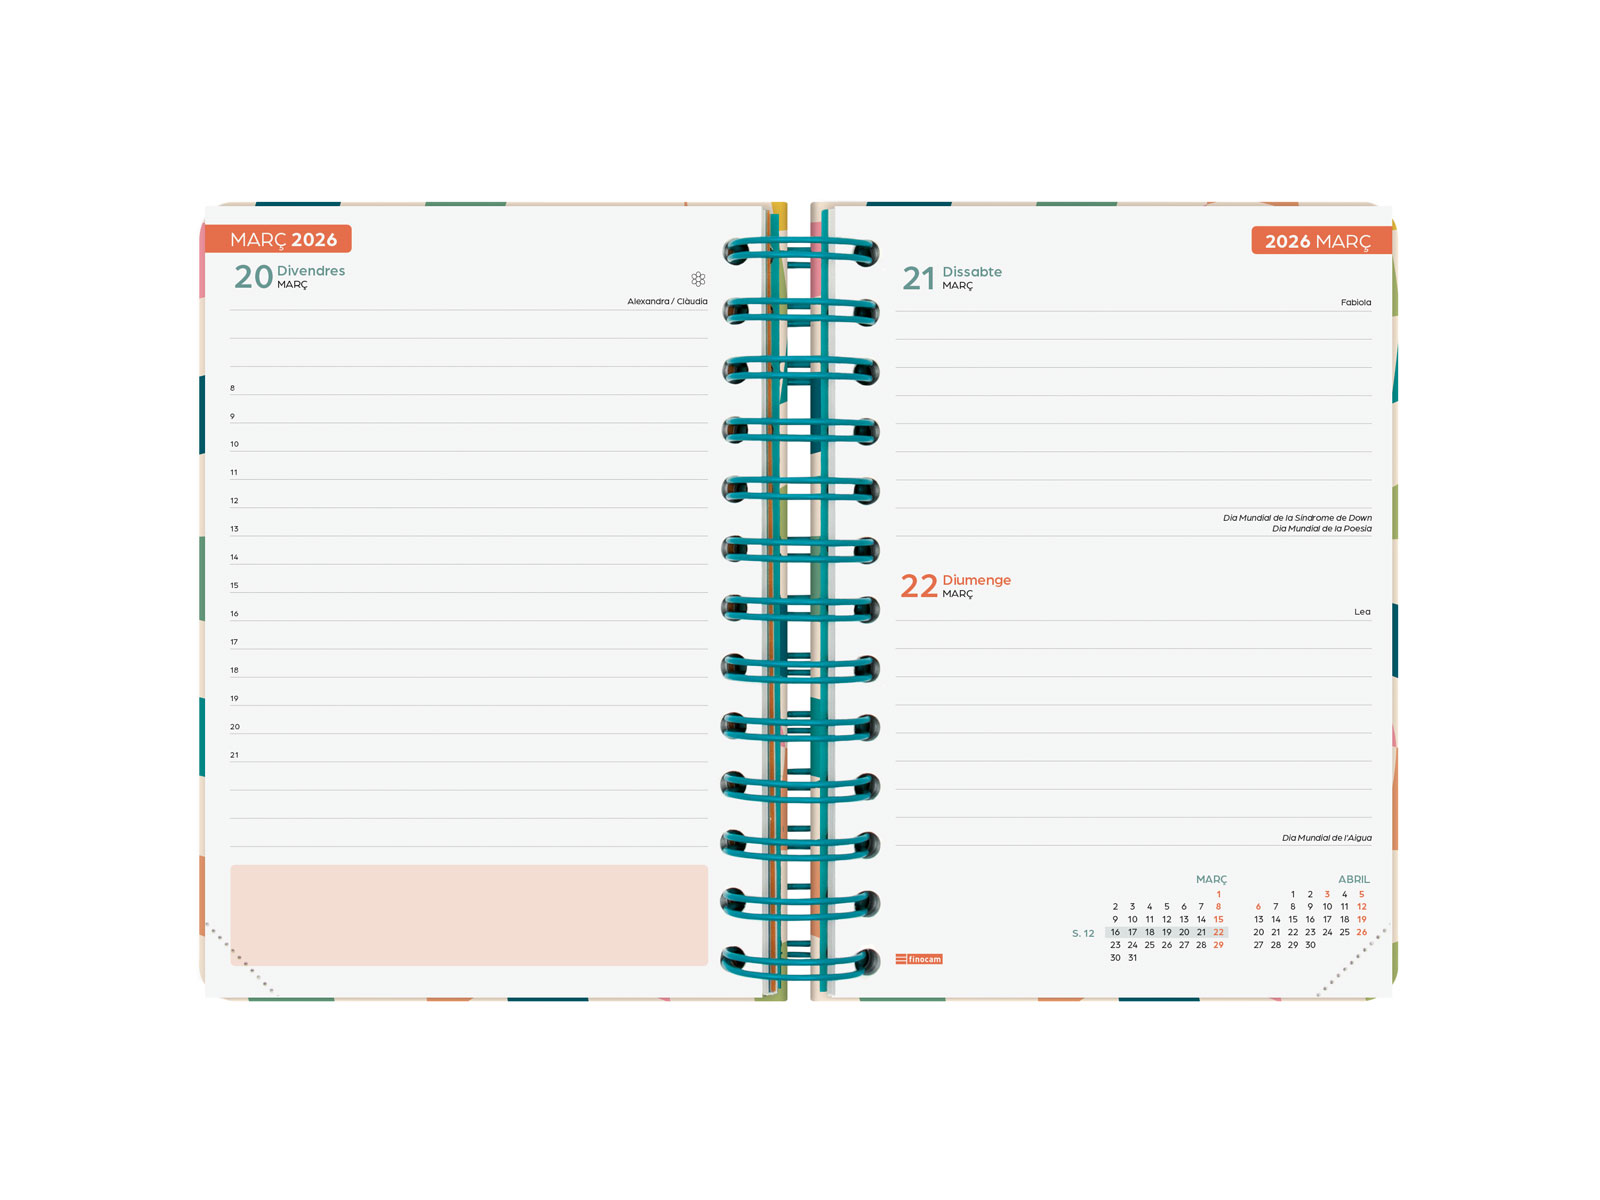 MARÇ 2026
20 Divendres
MARÇ
Alexandra / Clàudia
8
9
10
11
12
13
14
15
16
17
18
19
20
21
2026 MARÇ
21 Dissabte
MARÇ
Fabiola
Dia Mundial de la Síndrome de Down
Dia Mundial de la Poesia
22 Diumenge
MARÇ
Lea
Dia Mundial de l'Aigua
MARÇ
1
2 3 4 5 6 7 8
9 10 11 12 13 14 15
S. 12 16 17 18 19 20 21 22
23 24 25 26 27 28 29
30 31
ABRIL
1 2 3 4 5
6 7 8 9 10 11 12
13 14 15 16 17 18 19
20 21 22 23 24 25 26
27 28 29 30
finocam